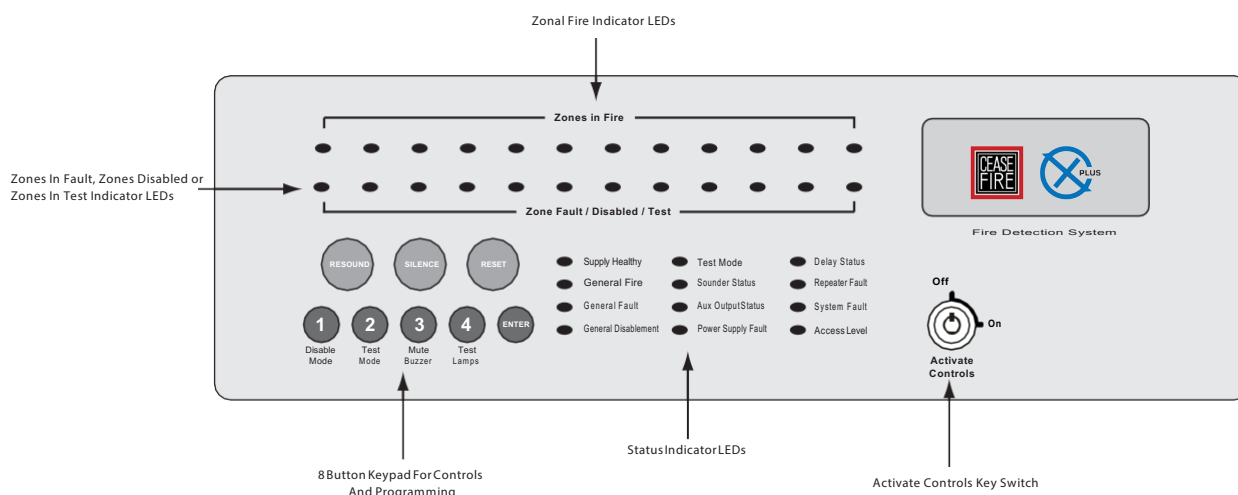 Zonal Fire Indicator LEDs
Zones in Fire
Zones In Fault, Zones Disabled or
Zones In Test Indicator LEDs
Zone Fault / Disabled / Test
CEASE
FIRE
PLUS
Fire Detection System
RESOUND
SILENCE
RESET
1
2
3
4
ENTER
Disable
Mode
Test
Mode
Mute
Buzzer
Test
Lamps
Supply Healthy
General Fire
General Fault
General Disablement
Test Mode
Sounder Status
Aux Output Status
Power Supply Fault
Delay Status
Repeater Fault
System Fault
Access Level
Off
On
Activate
Controls
Status Indicator LEDs
8 Button Keypad For Controls
And Programming
Activate Controls Key Switch